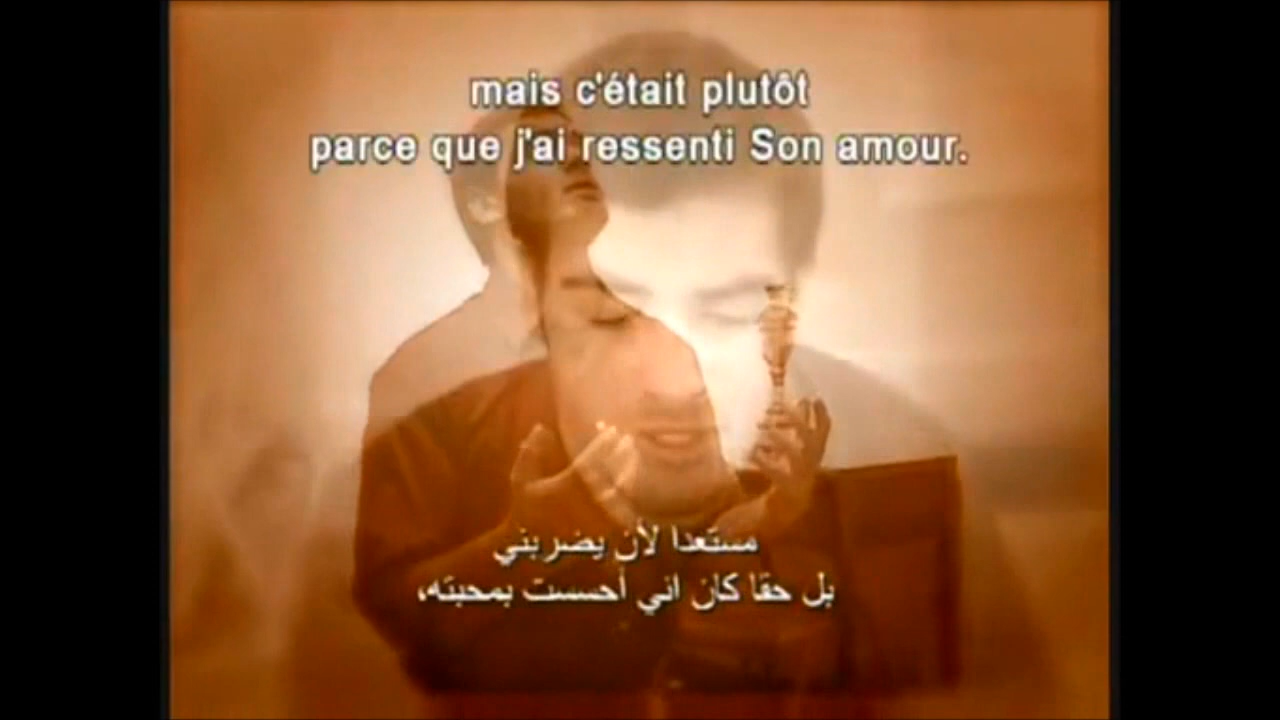 mais c'était plutôt
parce que j'ai ressenti Son amour.
مستعدا لأن يضربني
بل حقا كان اني أحسست بمحبته،